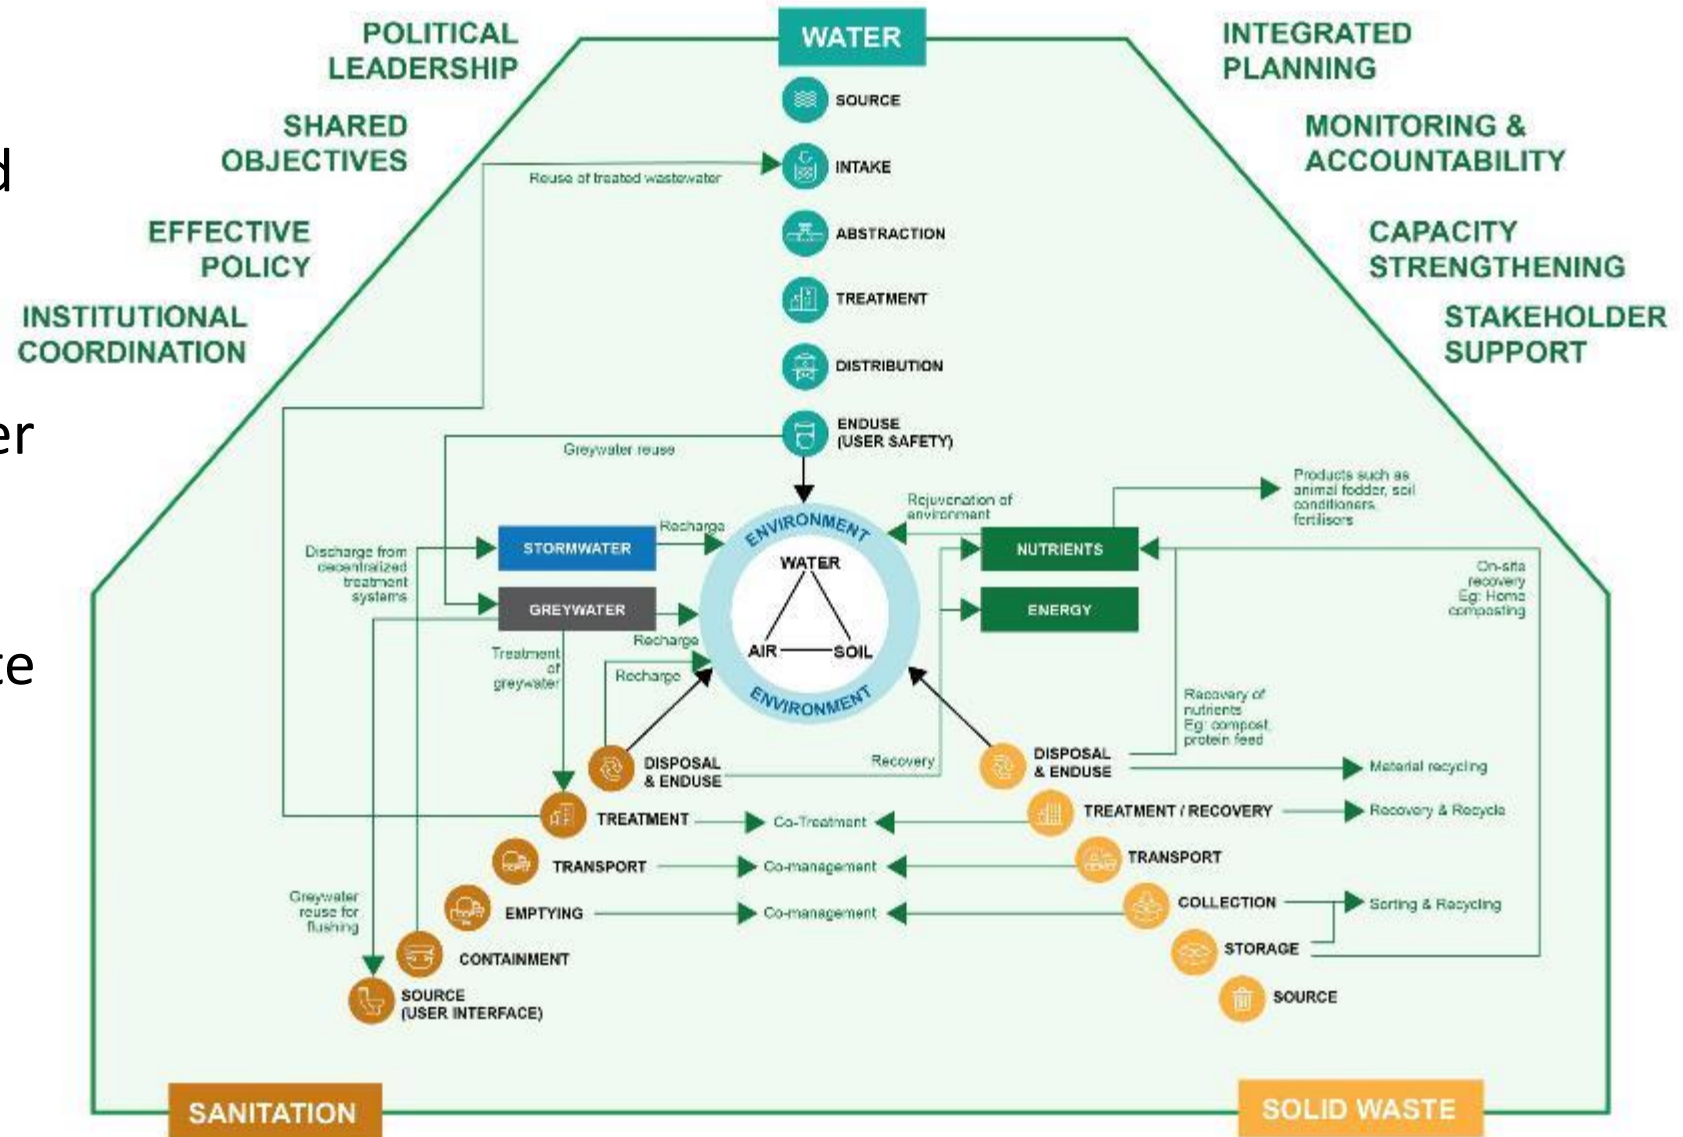 POLITICAL
LEADERSHIP
SHARED
OBJECTIVES
EFFECTIVE
POLICY
INSTITUTIONAL
COORDINATION
d
er
te
WATER
INTEGRATED
PLANNING
MONITORING &
ACCOUNTABILITY
CAPACITY
STRENGTHENING
STAKEHOLDER
SUPPORT
SOURCE
INTAKE
Reuse of treated wastewater
ABSTRACTION
TREATMENT
DISTRIBUTION
ENDUSE
(USER SAFETY)
Greywater reuse
Discharge from
decentralized
treatment
systems
STORMWATER
Recharge
GREYWATER
Recharge
Treatment
of
greywater
Recharge
ENVIRONMENT
WATER
AIR
SOIL
ENVIRONMENT
Rejuvenation of
environment
NUTRIENTS
ENERGY
Products such as
animal fodder, soil
conditioners,
fertilisers
On-site
recovery
Eg: Home
composting
Recovery of
nutrients
Eg: compost,
protein feed
DISPOSAL
& ENDUSE
Recovery
DISPOSAL
& ENDUSE
Material recycling
TREATMENT
Co-Treatment
TREATMENT / RECOVERY
Recovery & Recycle
TRANSPORT
Co-management
TRANSPORT
EMPTYING
Co-management
COLLECTION
Sorting & Recycling
Greywater
reuse for
flushing
CONTAINMENT
STORAGE
SOURCE
(USER INTERFACE)
SOURCE
SANITATION
SOLID WASTE